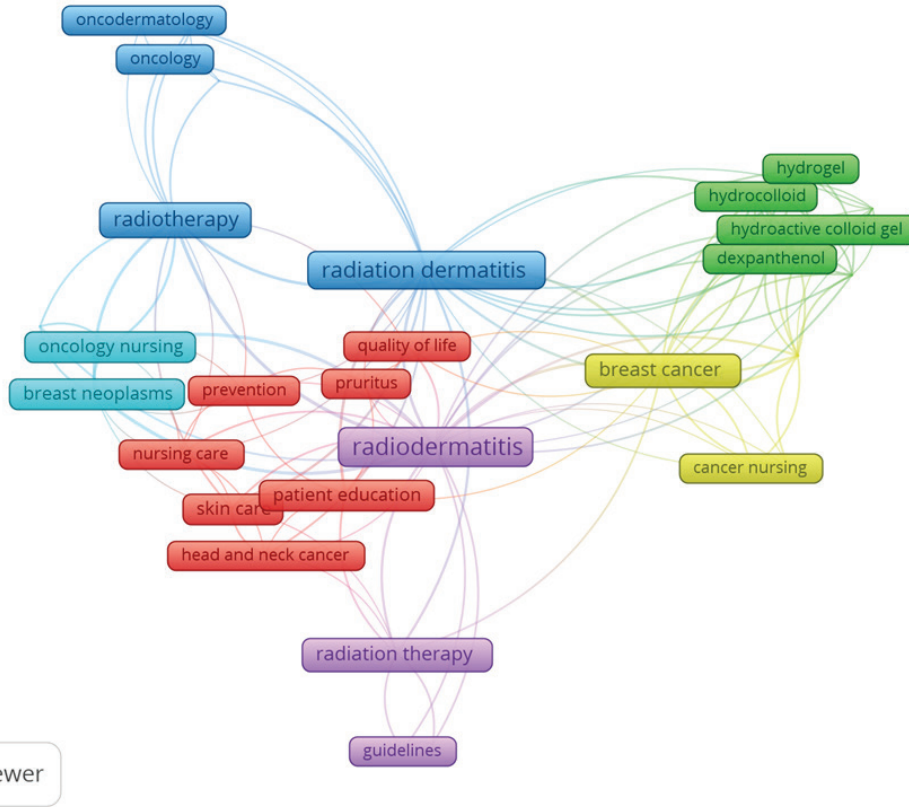 oncodermatology
oncology
hydrogel
hydrocolloid
radiotherapy
hydroactive colloid gel
dexpanthenol
radiation dermatitis
oncology nursing
quality of life
breast cancer
pruritus
breast neoplasms
prevention
radiodermatitis
nursing care
cancer nursing
patient education
skin care
head and neck cancer
radiation therapy
guidelines
ewer